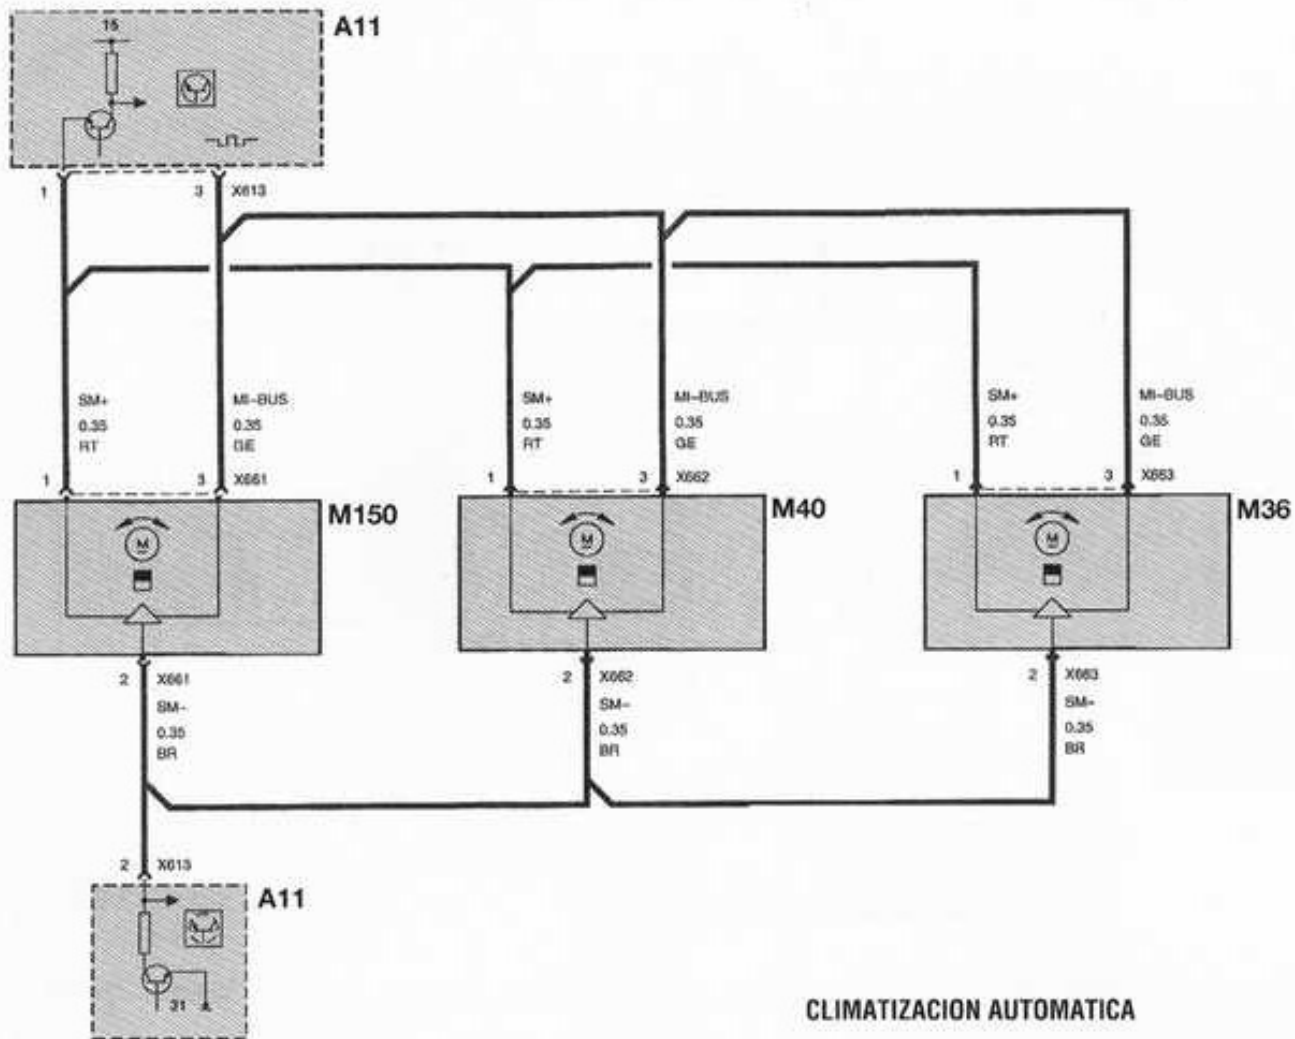 15
A11
1
3 X613
SM+
0.35
RT
MI-BUS
0.35
GE
SM+
0.35
RT
MI-BUS
0.35
GE
SM+
0.35
RT
MI-BUS
0.35
GE
1
3 X661
1
3 X662
1
3 X663
M
M150
M
M40
M
M36
2 X661
SM-
0.35
BR
2 X662
SM-
0.35
BR
2 X663
SM-
0.35
BR
2 X613
A11
31
CLIMATIZACION AUTOMATICA